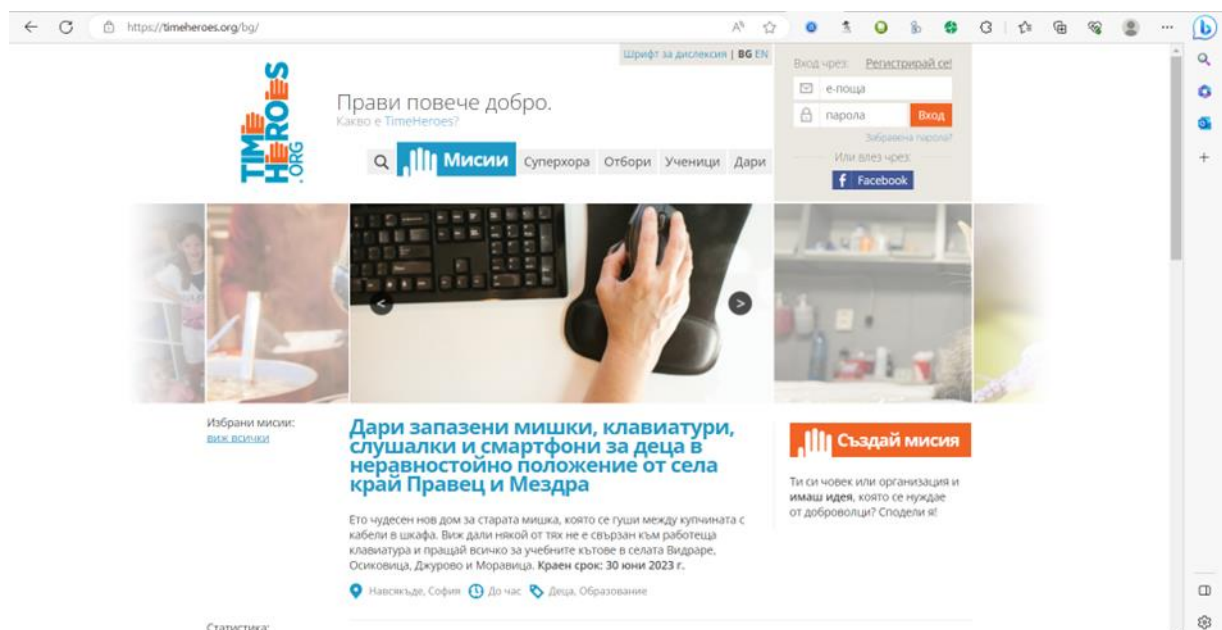 https://timeheroes.org/bg/
Шрифт за дислексия | BG EN
TIME
HEROES
.ORG
Прави повече добро.
Какво е TimeHeroes?
Вход чрез: Регистрирай се!
е-поща
парола Вход
Забравена парола?
Или влез чрез:
Facebook
Мисии Суперхора Отбори Ученици Дари
Избрани мисии:
виж всички
Дари запазени мишки, клавиатури,
слушалки и смартфони за деца в
неравностойно положение от села
край Правец и Мездра
Ето чудесен нов дом за старата мишка, която се гуши между купчината с
кабели в шкафа. Виж дали някой от тях не е свързан към работеща
клавиатура и пращай всичко за учебните кътове в селата Видраре,
Осиковица, Джурово и Моравица. Краен срок: 30 юни 2023 г.
Навсякъде, София До час Деца, Образование
Създай мисия
Ти си човек или организация и
имаш идея, която се нуждае
от доброволци? Сподели я!
Статистика: